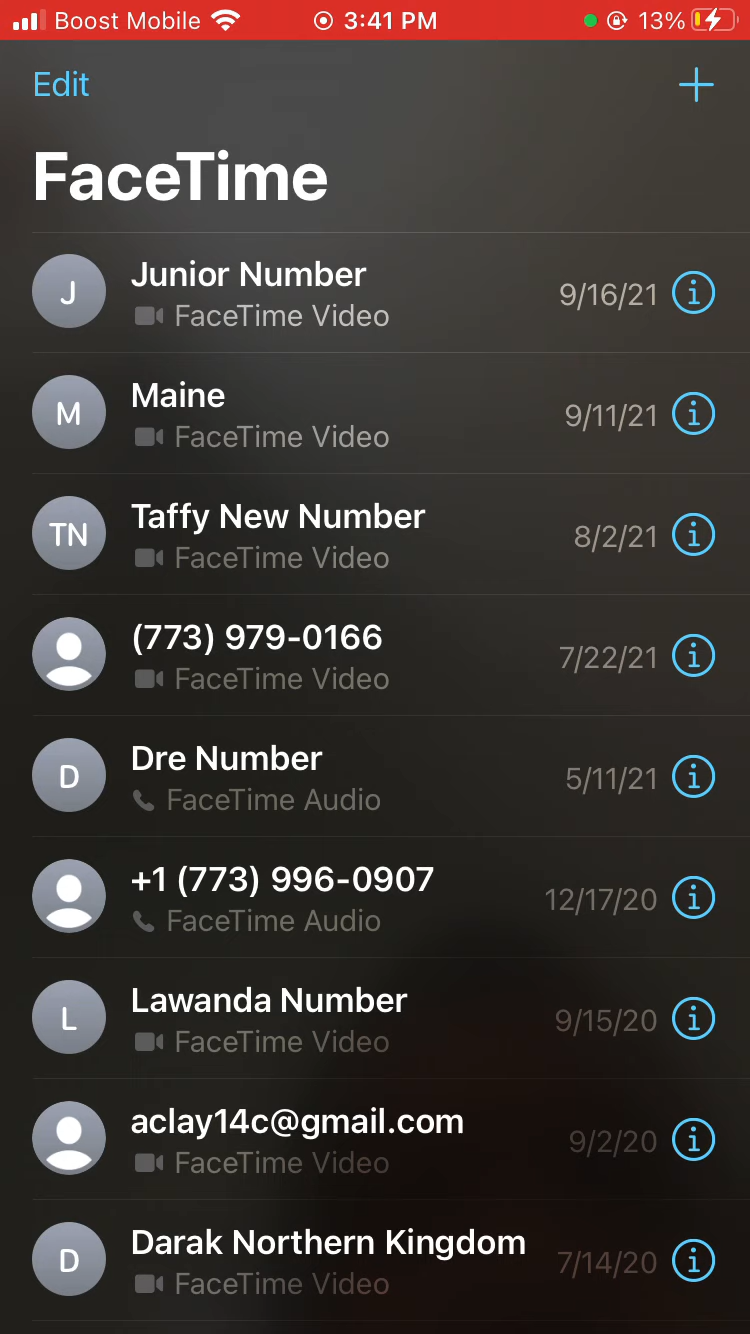 Boost Mobile 3:41 PM 13%
Edit
FaceTime
J Junior Number 9/16/21
FaceTime Video
M Maine 9/11/21
FaceTime Video
TN Taffy New Number 8/2/21
FaceTime Video
(773) 979-0166 7/22/21
FaceTime Video
D Dre Number 5/11/21
FaceTime Audio
+1 (773) 996-0907 12/17/20
FaceTime Audio
L Lawanda Number 9/15/20
FaceTime Video
aclay14c@gmail.com 9/2/20
FaceTime Video
D Darak Northern Kingdom 7/14/20
FaceTime Video